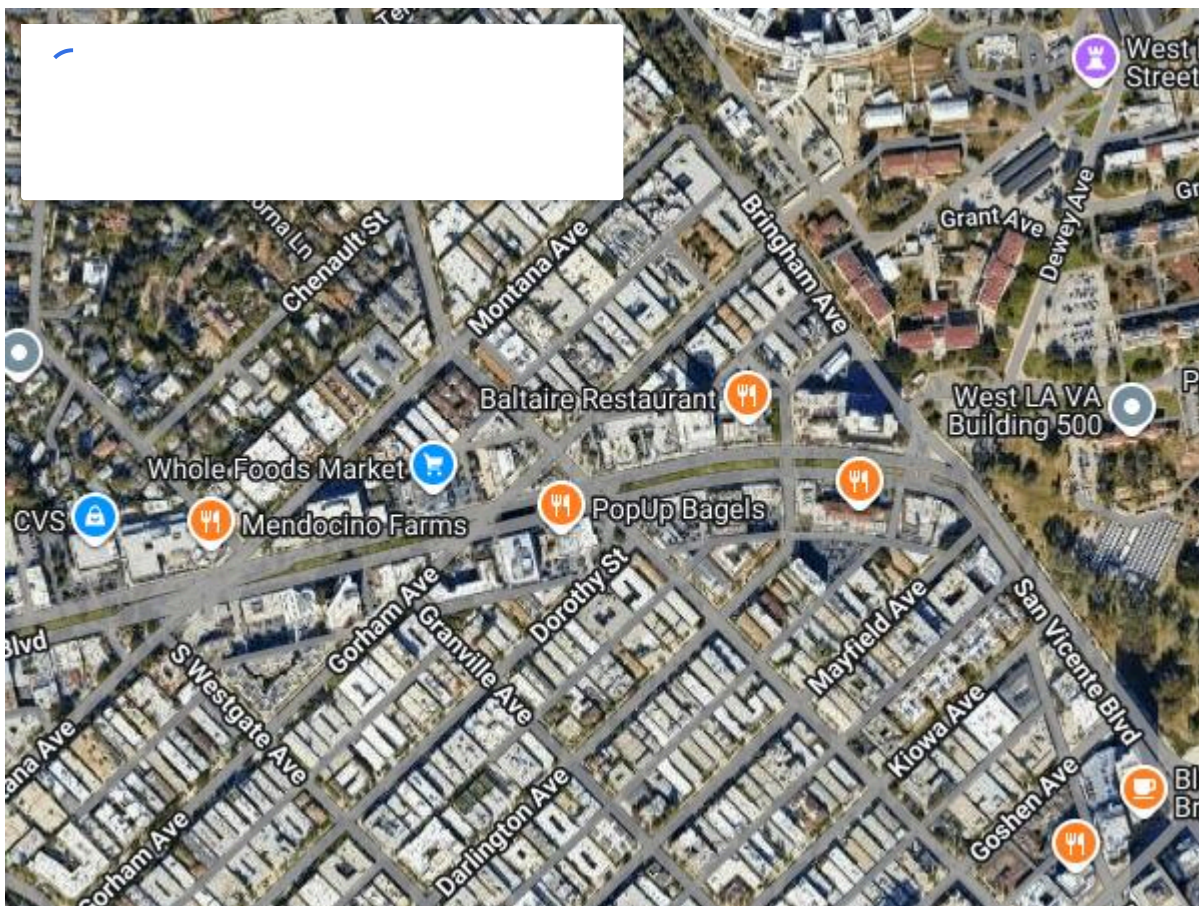 West
Street
Grant Ave
Dewey Ave
Chenault St
Montana Ave
Bringham Ave
Baltaire Restaurant
West LA VA
Building 500
Whole Foods Market
CVS
Mendocino Farms
PopUp Bagels
Dorothy St
Gorham Ave
Granville Ave
Mayfield Ave
San Vicente Blvd
Blvd
S Westgate Ave
Kiowa Ave
Goshen Ave
Darlington Ave
Gorham Ave